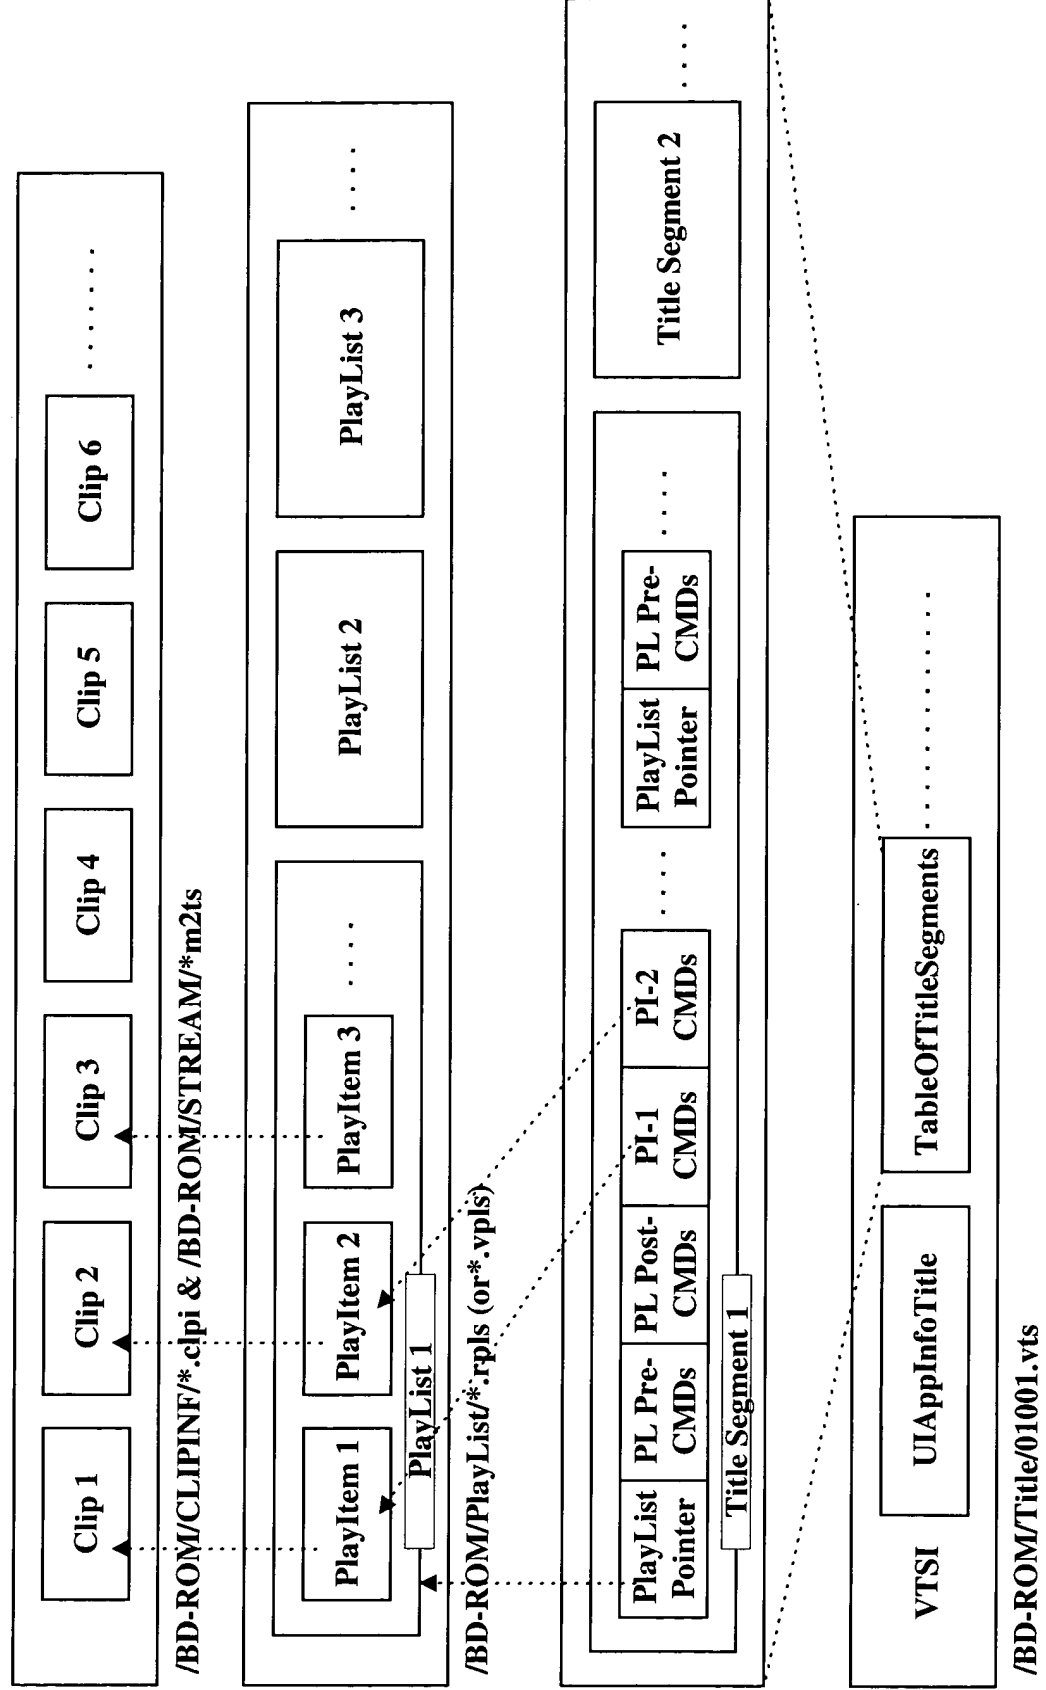 Clip 1
Clip 2
Clip 3
Clip 4
Clip 5
Clip 6
. . . . . . .
/BD-ROM/CLIPINF/*.clpi & /BD-ROM/STREAM/*m2ts
PlayItem 1
PlayItem 2
PlayItem 3
. . . .
PlayList 1
PlayList 2
PlayList 3
. . . .
/BD-ROM/PlayList/*.rpls (or*.vpls)
PlayList
Pointer
PL Pre-
CMDs
PL Post-
CMDs
PI-1
CMDs
PI-2
CMDs
. . . .
PlayList
Pointer
PL Pre-
CMDs
. . . .
Title Segment 1
Title Segment 2
. . . .
VTSI
UIAppInfoTitle
TableOfTitleSegments
. . . . . . . . . . . .
/BD-ROM/Title/01001.vts